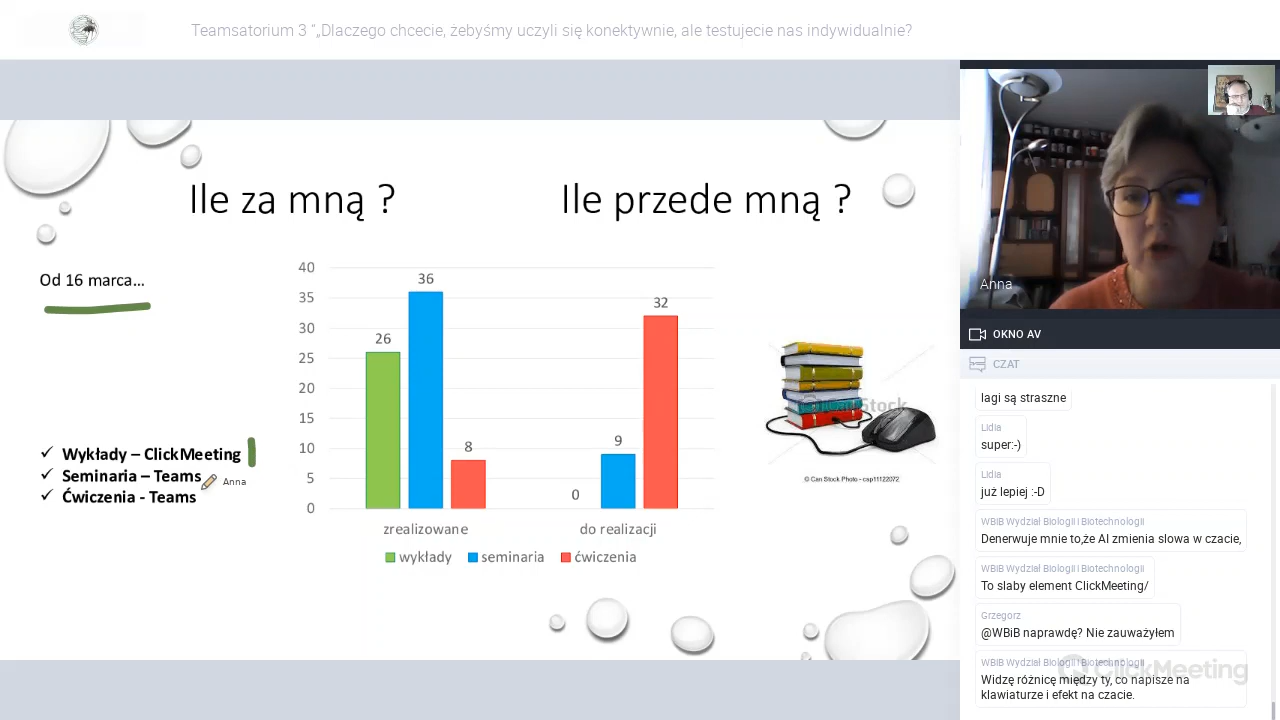 Teamsatorium 3 “„Dlaczego chcecie, żebyśmy uczyli się konektywnie, ale testujecie nas indywidualnie?
Ile za mną ?
Ile przede mną ?
Od 16 marca...
40
35
30
25
20
15
10
5
0
26
36
8
0
9
32
zrealizowane
do realizacji
wykłady
seminaria
ćwiczenia
Wykłady – ClickMeeting
Seminaria – Teams
Ćwiczenia - Teams
Anna
Can Stock
© Can Stock Photo - csp11122072
Anna
OKNO AV
CZAT
lagi są straszne
Lidia
super:-)
Lidia
już lepiej :-D
WBiB Wydział Biologii i Biotechnologii
Denerwuje mnie to,że AI zmienia slowa w czacie,
WBiB Wydział Biologii i Biotechnologii
To slaby element ClickMeeting/
Grzegorz
@WBiB naprawdę? Nie zauważyłem
WBiB Wydział Biologii i Biotechnologii
Widzę różnicę między ty, co napisze na
klawiaturze i efekt na czacie.
ClickMeeting